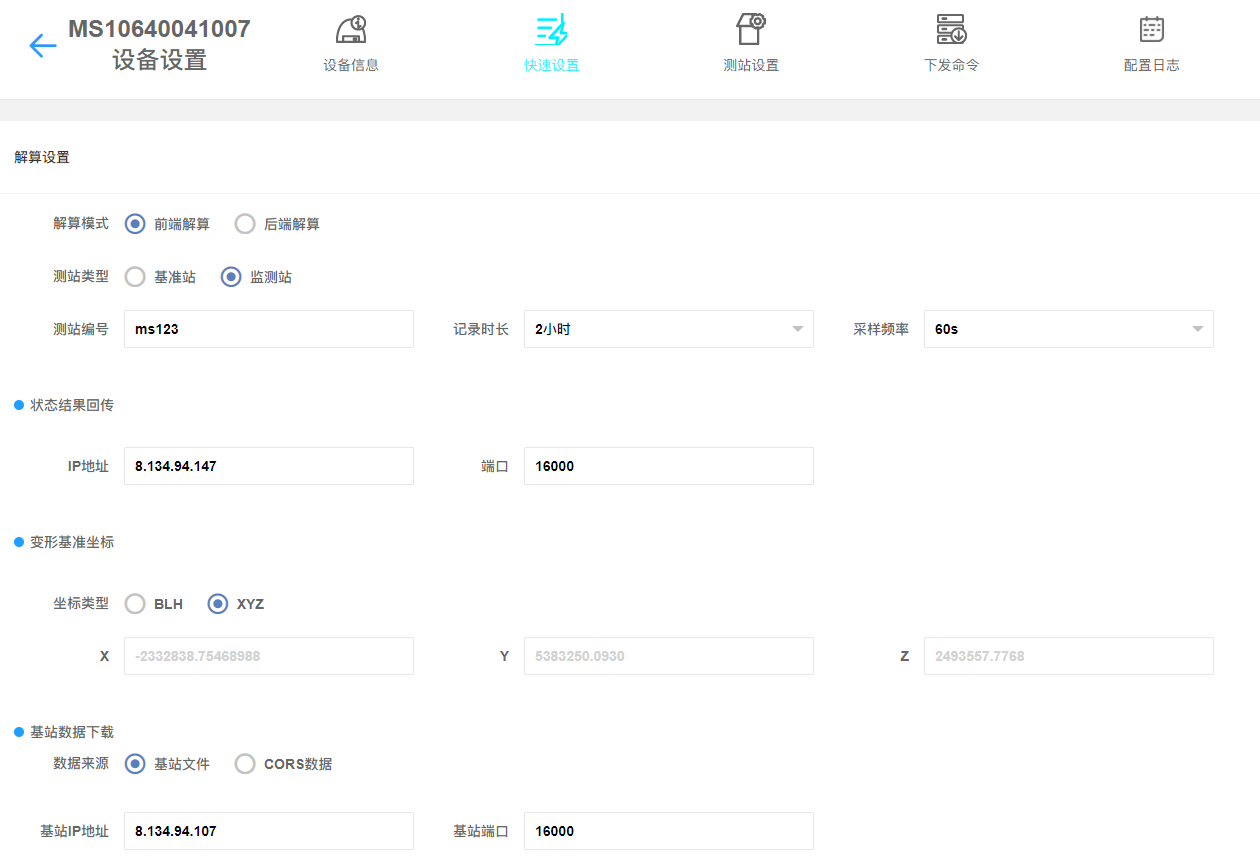 MS10640041007
设备设置
设备信息
快速设置
测站设置
下发命令
配置日志
解算设置
解算模式 前端解算 后端解算
测站类型 基准站 监测站
测站编号 ms123 记录时长 2小时 采样频率 60s
状态结果回传
IP地址 8.134.94.147 端口 16000
变形基准坐标
坐标类型 BLH XYZ
X -2332838.75468988 Y 5383250.0930 Z 2493557.7768
基站数据下载
数据来源 基站文件 CORS数据
基站IP地址 8.134.94.107 基站端口 16000